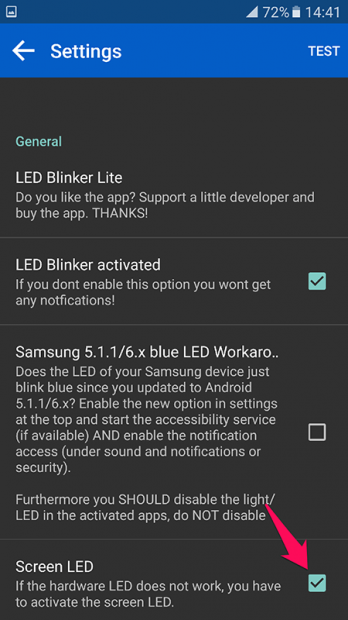 72% 14:41
Settings TEST
General
LED Blinker Lite
Do you like the app? Support a little developer and
buy the app. THANKS!
LED Blinker activated
If you dont enable this option you wont get
any notfications!
Samsung 5.1.1/6.x blue LED Workaro..
Does the LED of your Samsung device just
blink blue since you updated to Android
5.1.1/6.x? Enable the new option in settings
at the top and start the accessibility service
(if available) AND enable the notification
access (under sound and notifications or
security).
Furthermore you SHOULD disable the light/
LED in the activated apps, do NOT disable
Screen LED
If the hardware LED does not work, you have
to activate the screen LED.